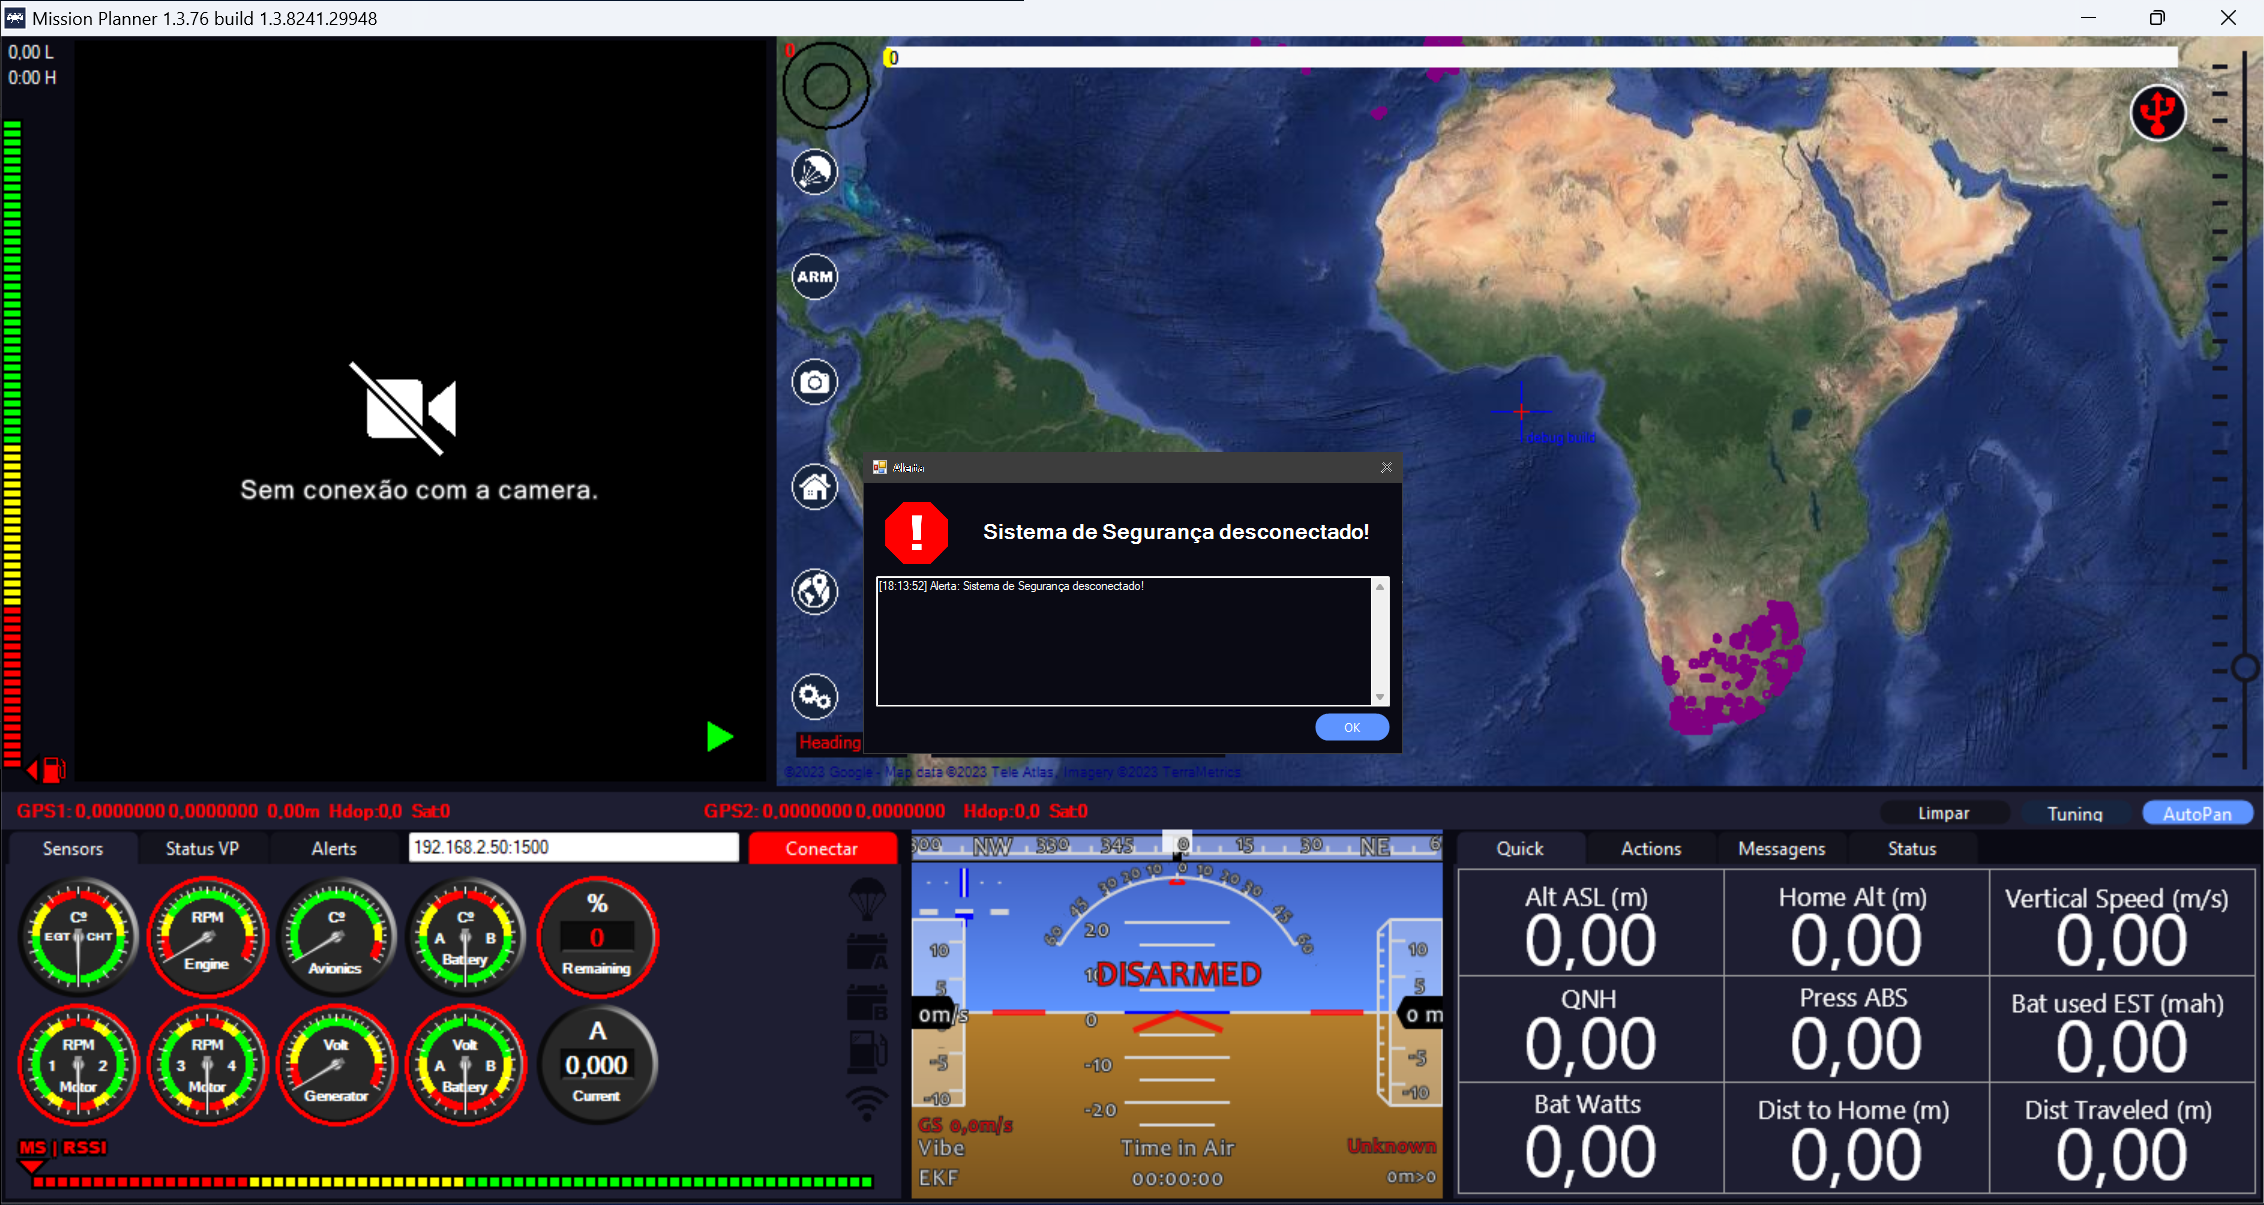 Mission Planner 1.3.76 build 1.3.8241.29948
0,00 L
0:00 H
0
0
ARM
Sem conexão com a camera.
debug build
Alerta
Sistema de Segurança desconectado!
[18:13:52] Alerta: Sistema de Segurança desconectado!
OK
Heading
©2023 Google - Map data ©2023 Tele Atlas, Imagery ©2023 TerraMetrics
GPS1: 0,0000000 0,0000000 0,00m Hdop:0,0 Sat:0
GPS2: 0,0000000 0,0000000 Hdop:0,0 Sat:0
Limpar
Tuning
AutoPan
Sensors
Status VP
Alerts
192.168.2.50:1500
Conectar
Cº
EGT CHT
RPM
Engine
Cº
Avionics
Cº
A B
Battery
%
0
Remaining
RPM
1 2
Motor
RPM
3 4
Motor
Volt
Generator
Volt
A B
Battery
A
0,000
Current
A
B
MS | RSSI
300 NW 330 345 0 15 30 NE 6
60 45 30 20 10 0 10 20 30 45 60
20
10
DISARMED
0
-10
-20
10
5
0m/s
-5
-10
10
5
0 m
-5
-10
GS 0,0m/s
Vibe
EKF
Time in Air
00:00:00
Unknown
0m>0
Quick
Actions
Messagens
Status
Alt ASL (m)
0,00
Home Alt (m)
0,00
Vertical Speed (m/s)
0,00
QNH
0,00
Press ABS
0,00
Bat used EST (mah)
0,00
Bat Watts
0,00
Dist to Home (m)
0,00
Dist Traveled (m)
0,00